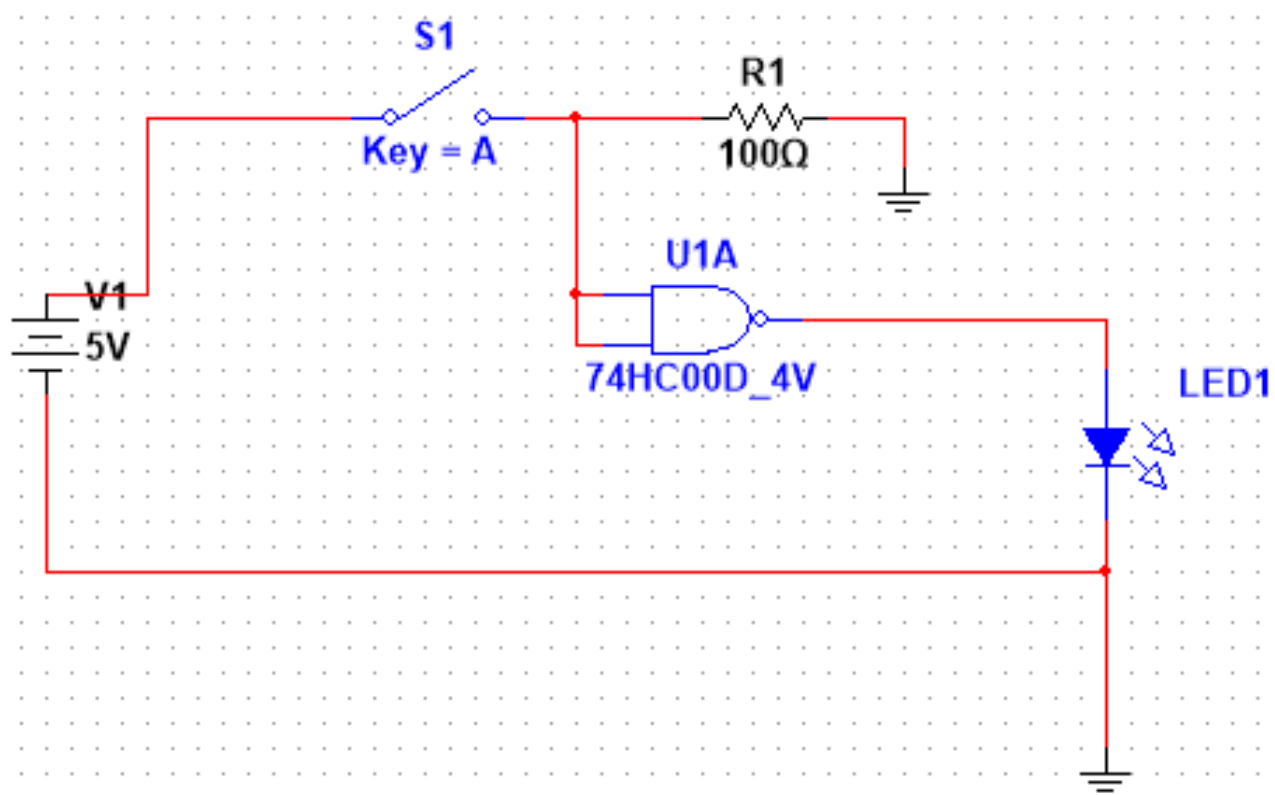 S1
Key = A
R1
100Ω
V1
5V
U1A
74HC00D_4V
LED1